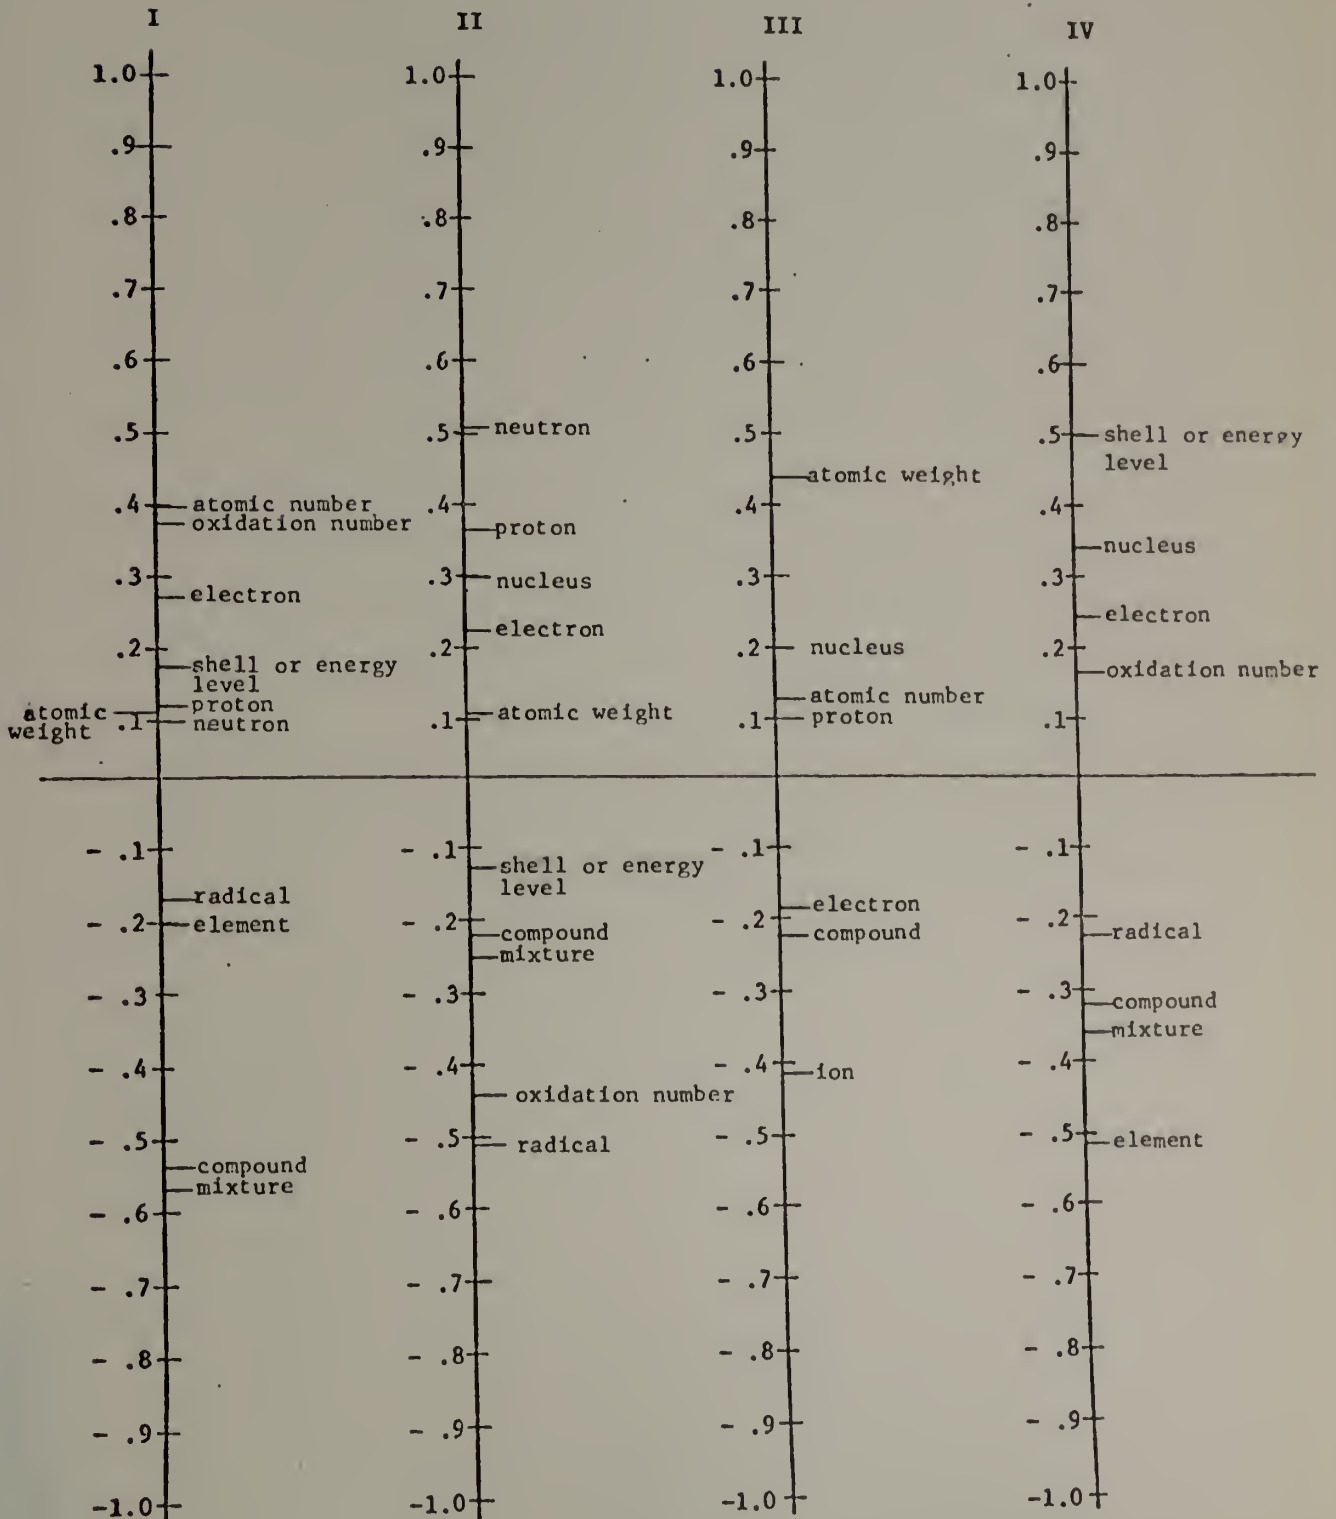 I
II
III
IV
1.0
.9
.8
.7
.6
.5
.4
atomic number
oxidation number
.3
electron
.2
shell or energy
level
atomic
weight
proton
.1
neutron
- .1
radical
- .2
element
- .3
- .4
- .5
compound
mixture
- .6
- .7
- .8
- .9
-1.0
1.0
.9
.8
.7
.6
.5
neutron
.4
proton
.3
nucleus
electron
.2
.1
atomic weight
- .1
shell or energy
level
- .2
compound
mixture
- .3
- .4
oxidation number
- .5
radical
- .6
- .7
- .8
- .9
-1.0
1.0
.9
.8
.7
.6
.5
atomic weight
.4
.3
.2
nucleus
atomic number
.1
proton
- .1
electron
- .2
compound
- .3
- .4
ion
- .5
- .6
- .7
- .8
- .9
-1.0
1.0
.9
.8
.7
.6
.5
shell or energy
level
.4
nucleus
.3
electron
.2
oxidation number
.1
- .1
- .2
radical
- .3
compound
mixture
- .4
- .5
element
- .6
- .7
- .8
- .9
-1.0